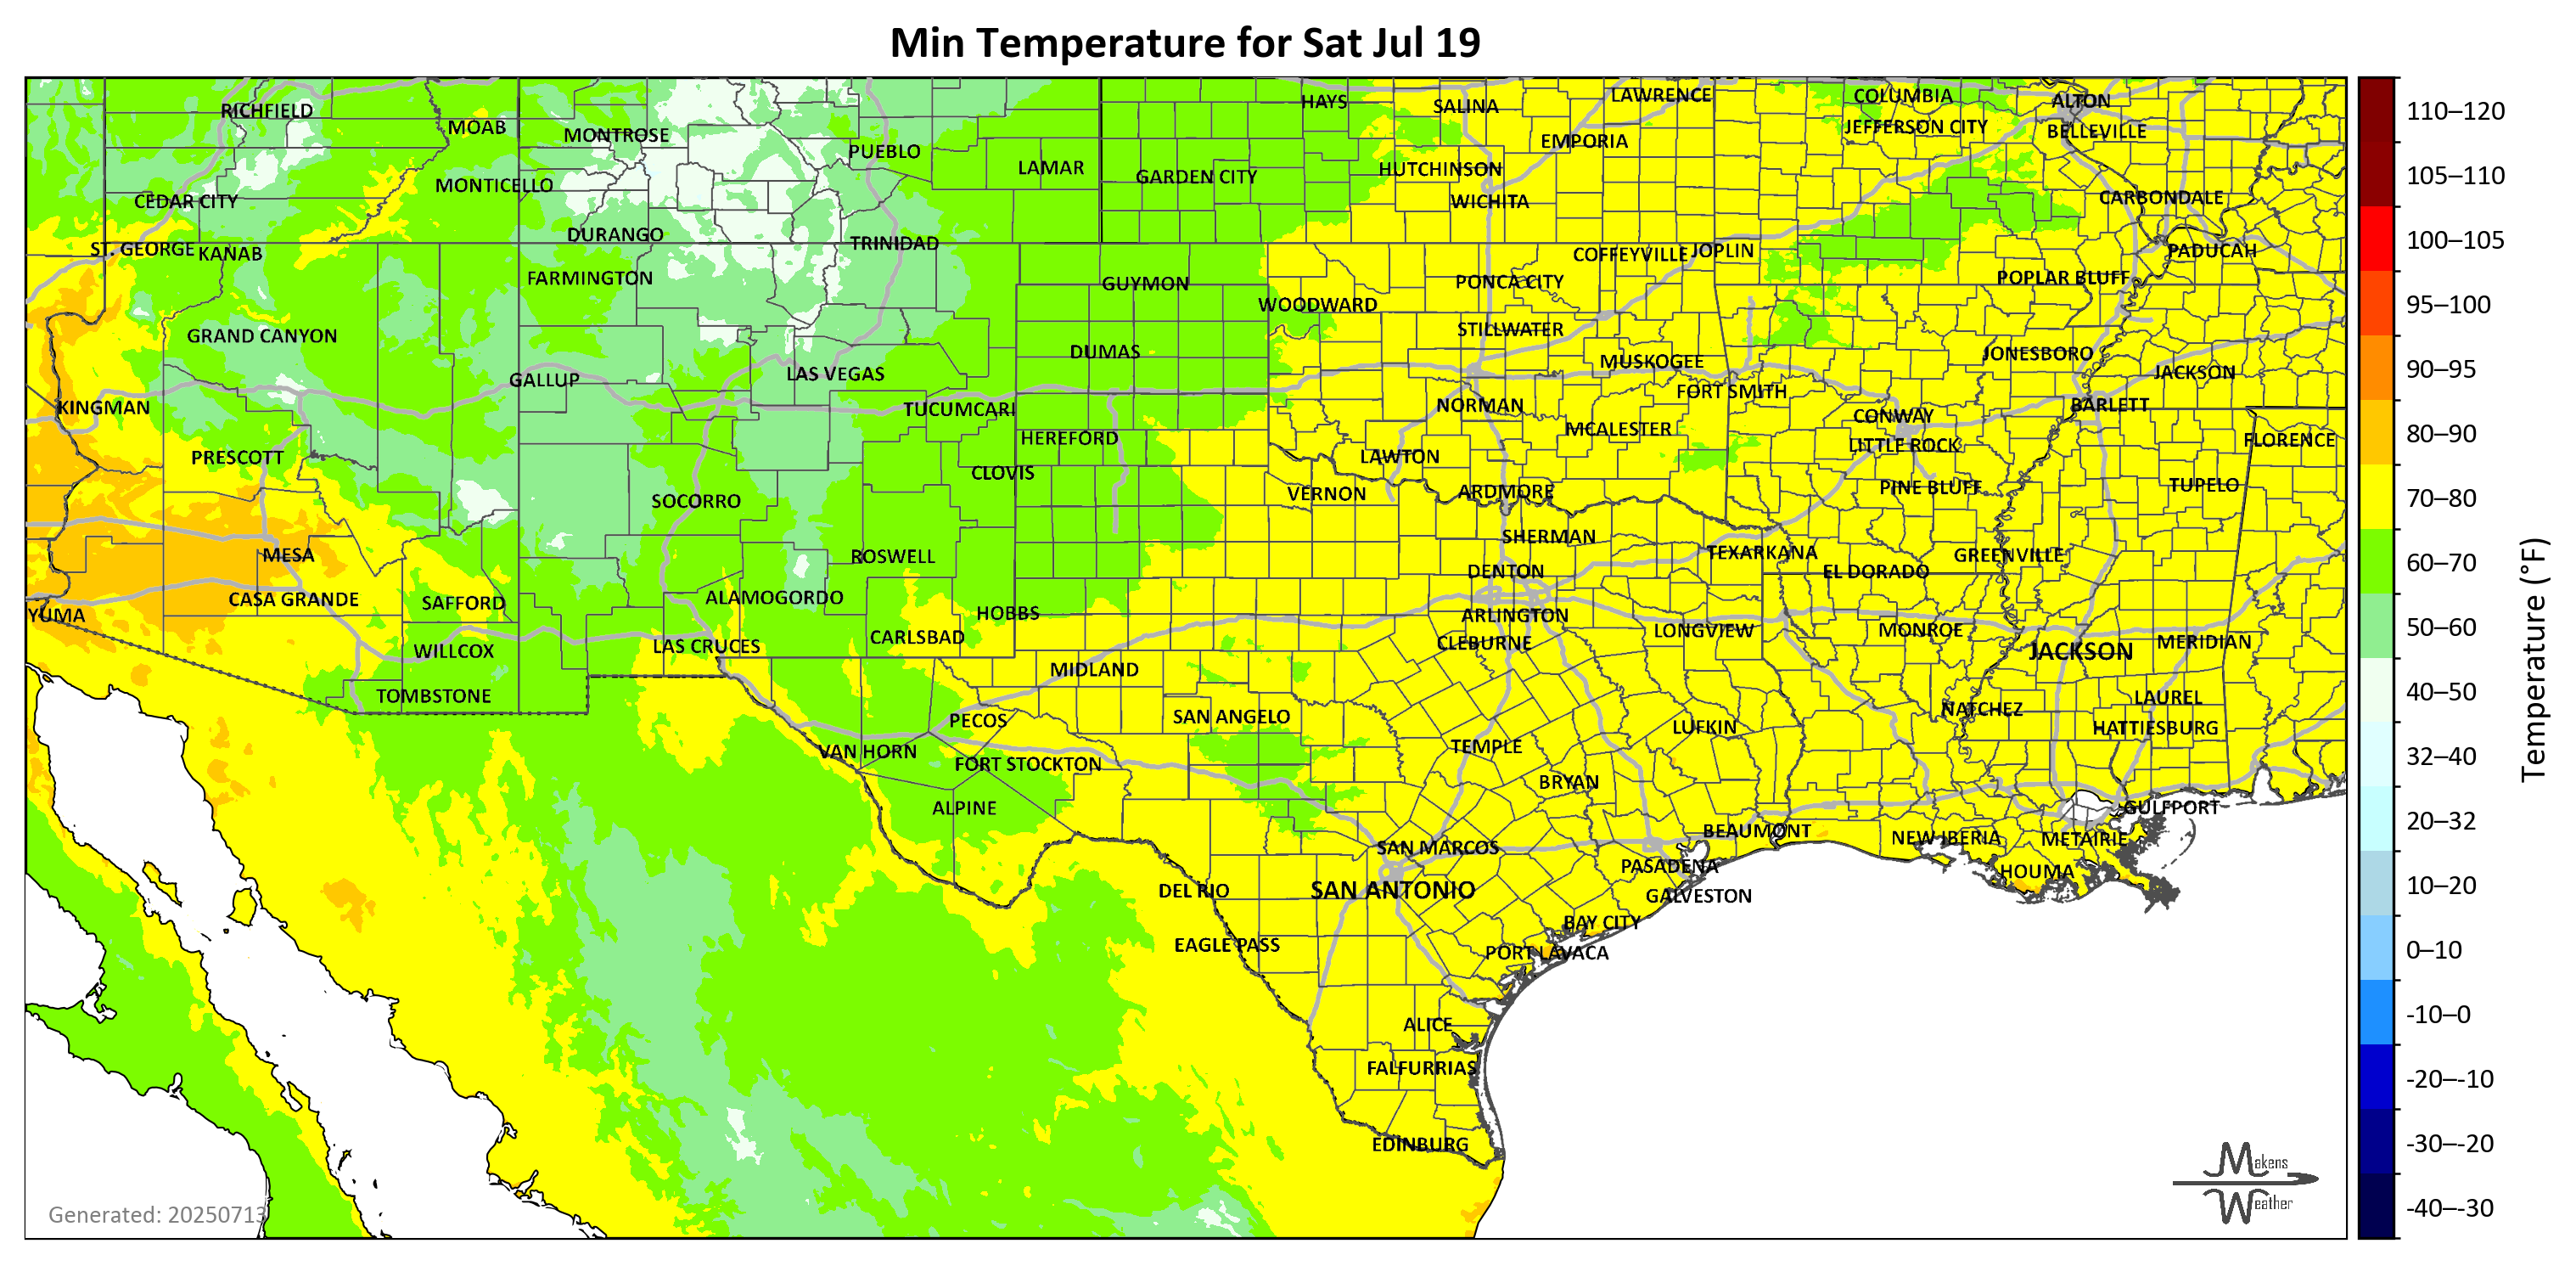 Min Temperature for Sat Jul 19
RICHFIELD
MOAB
MONTROSE
PUEBLO
LAMAR
HAYS
SALINA
LAWRENCE
COLUMBIA
ALTON
EMPORIA
JEFFERSON CITY
BELLEVILLE
MONTICELLO
GARDEN CITY
HUTCHINSON
CEDAR CITY
WICHITA
CARBONDALE
ST. GEORGE
KANAB
DURANGO
TRINIDAD
COFFEYVILLE
JOPLIN
PADUCAH
FARMINGTON
GUYMON
PONCA CITY
POPLAR BLUFF
WOODWARD
GRAND CANYON
STILLWATER
DUMAS
MUSKOGEE
JONESBORO
GALLUP
LAS VEGAS
FORT SMITH
JACKSON
KINGMAN
TUCUMCARI
NORMAN
CONWAY
BARLETT
HEREFORD
MCALESTER
LITTLE ROCK
FLORENCE
PRESCOTT
CLOVIS
LAWTON
SOCORRO
VERNON
ARDMORE
PINE BLUFF
TUPELO
MESA
ROSWELL
SHERMAN
TEXARKANA
GREENVILLE
CASA GRANDE
SAFFORD
ALAMOGORDO
DENTON
EL DORADO
YUMA
HOBBS
ARLINGTON
WILLCOX
LAS CRUCES
CARLSBAD
CLEBURNE
LONGVIEW
MONROE
JACKSON
MERIDIAN
TOMBSTONE
MIDLAND
LAUREL
PECOS
SAN ANGELO
NATCHEZ
HATTIESBURG
VAN HORN
FORT STOCKTON
TEMPLE
LUFKIN
ALPINE
BRYAN
GULFPORT
SAN MARCOS
BEAUMONT
NEW IBERIA
METAIRIE
DEL RIO
SAN ANTONIO
PASADENA
HOUMA
GALVESTON
EAGLE PASS
BAY CITY
PORT LAVACA
ALICE
FALFURRIAS
EDINBURG
Generated: 20250713
Makens
Weather
110–120
105–110
100–105
95–100
90–95
80–90
70–80
60–70
50–60
40–50
32–40
20–32
10–20
0–10
-10–0
-20–-10
-30–-20
-40–-30
Temperature (°F)